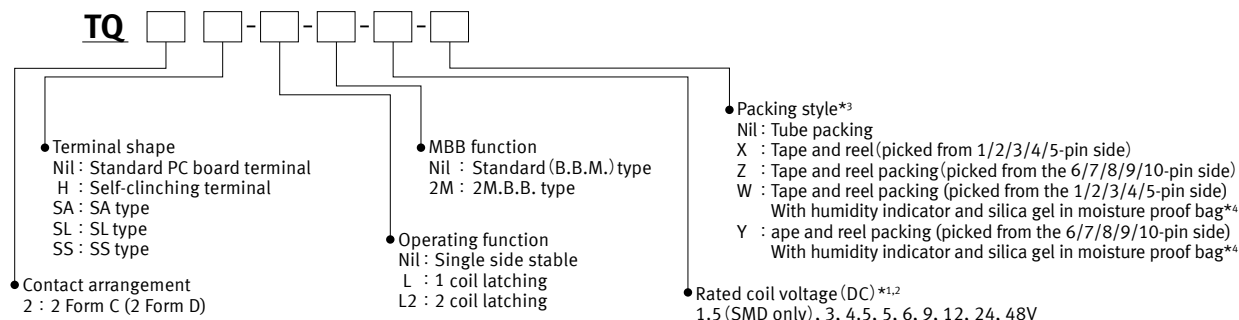 TQ - - - -
Terminal shape
Nil : Standard PC board terminal
H : Self-clinching terminal
SA : SA type
SL : SL type
SS : SS type
Contact arrangement
2 : 2 Form C (2 Form D)
MBB function
Nil : Standard (B.B.M.) type
2M : 2M.B.B. type
Operating function
Nil : Single side stable
L : 1 coil latching
L2 : 2 coil latching
Packing style*3
Nil : Tube packing
X : Tape and reel (picked from 1/2/3/4/5-pin side)
Z : Tape and reel packing (picked from the 6/7/8/9/10-pin side)
W : Tape and reel packing (picked from the 1/2/3/4/5-pin side)
With humidity indicator and silica gel in moisture proof bag*4
Y : ape and reel packing (picked from the 6/7/8/9/10-pin side)
With humidity indicator and silica gel in moisture proof bag*4
Rated coil voltage (DC) *1,2
1.5 (SMD only), 3, 4.5, 5, 6, 9, 12, 24, 48V